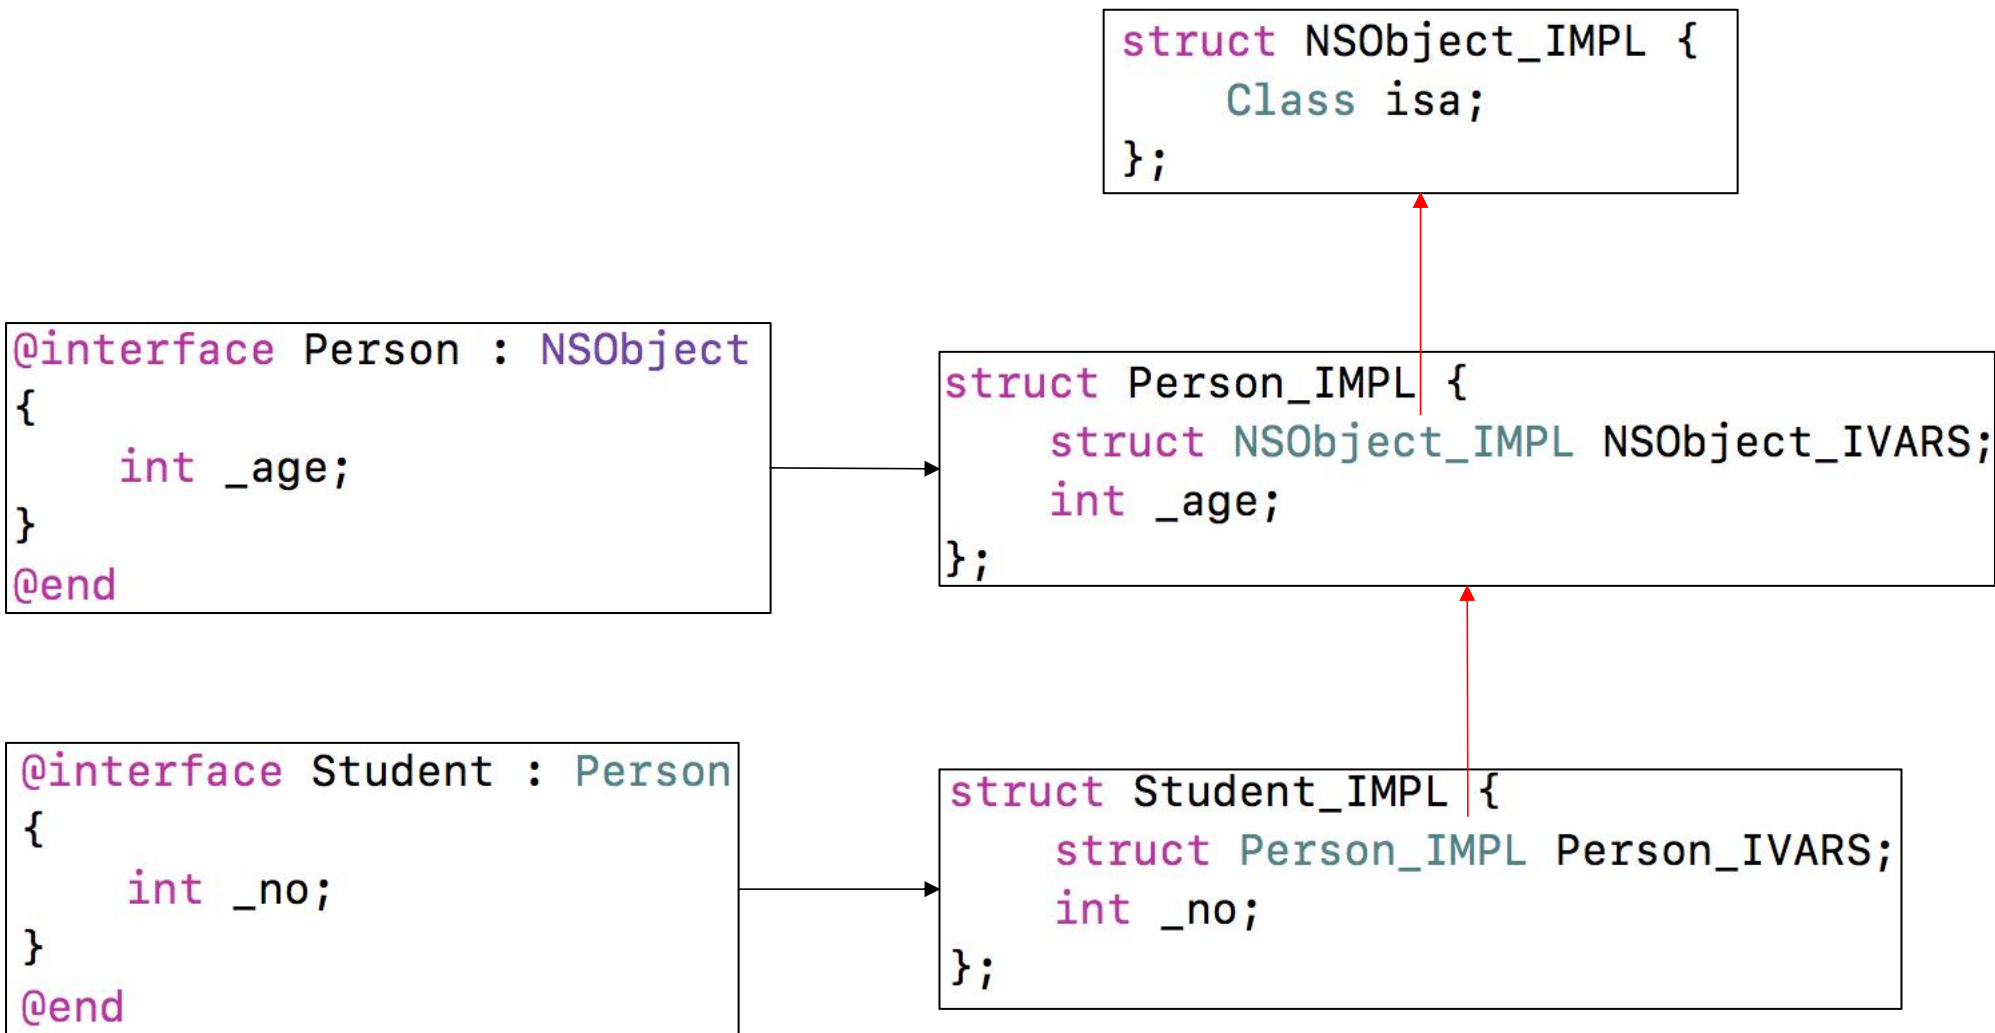 struct NSObject_IMPL {
    Class isa;
};
@interface Person : NSObject
{
    int _age;
}
@end
struct Person_IMPL {
    struct NSObject_IMPL NSObject_IVARS;
    int _age;
};
@interface Student : Person
{
    int _no;
}
@end
struct Student_IMPL {
    struct Person_IMPL Person_IVARS;
    int _no;
};